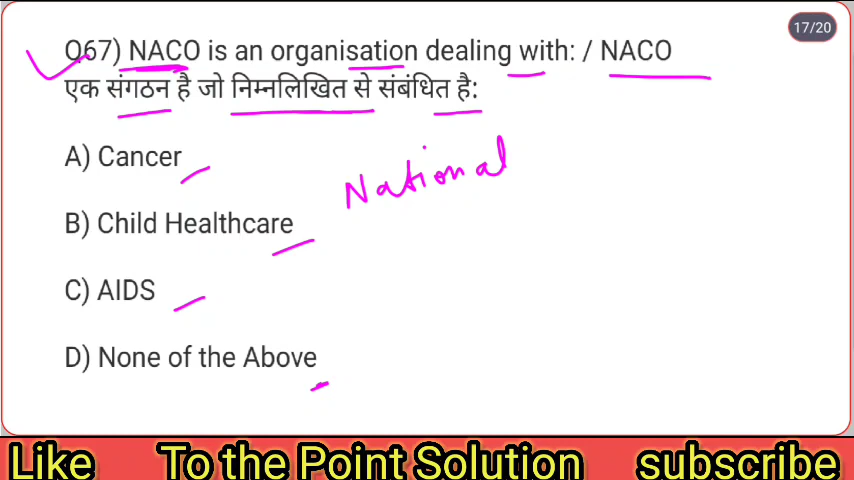 17/20
Q67) NACO is an organisation dealing with: / NACO
एक संगठन है जो निम्नलिखित से संबंधित है:
A) Cancer
National
B) Child Healthcare
C) AIDS
D) None of the Above
Like To the Point Solution subscribe